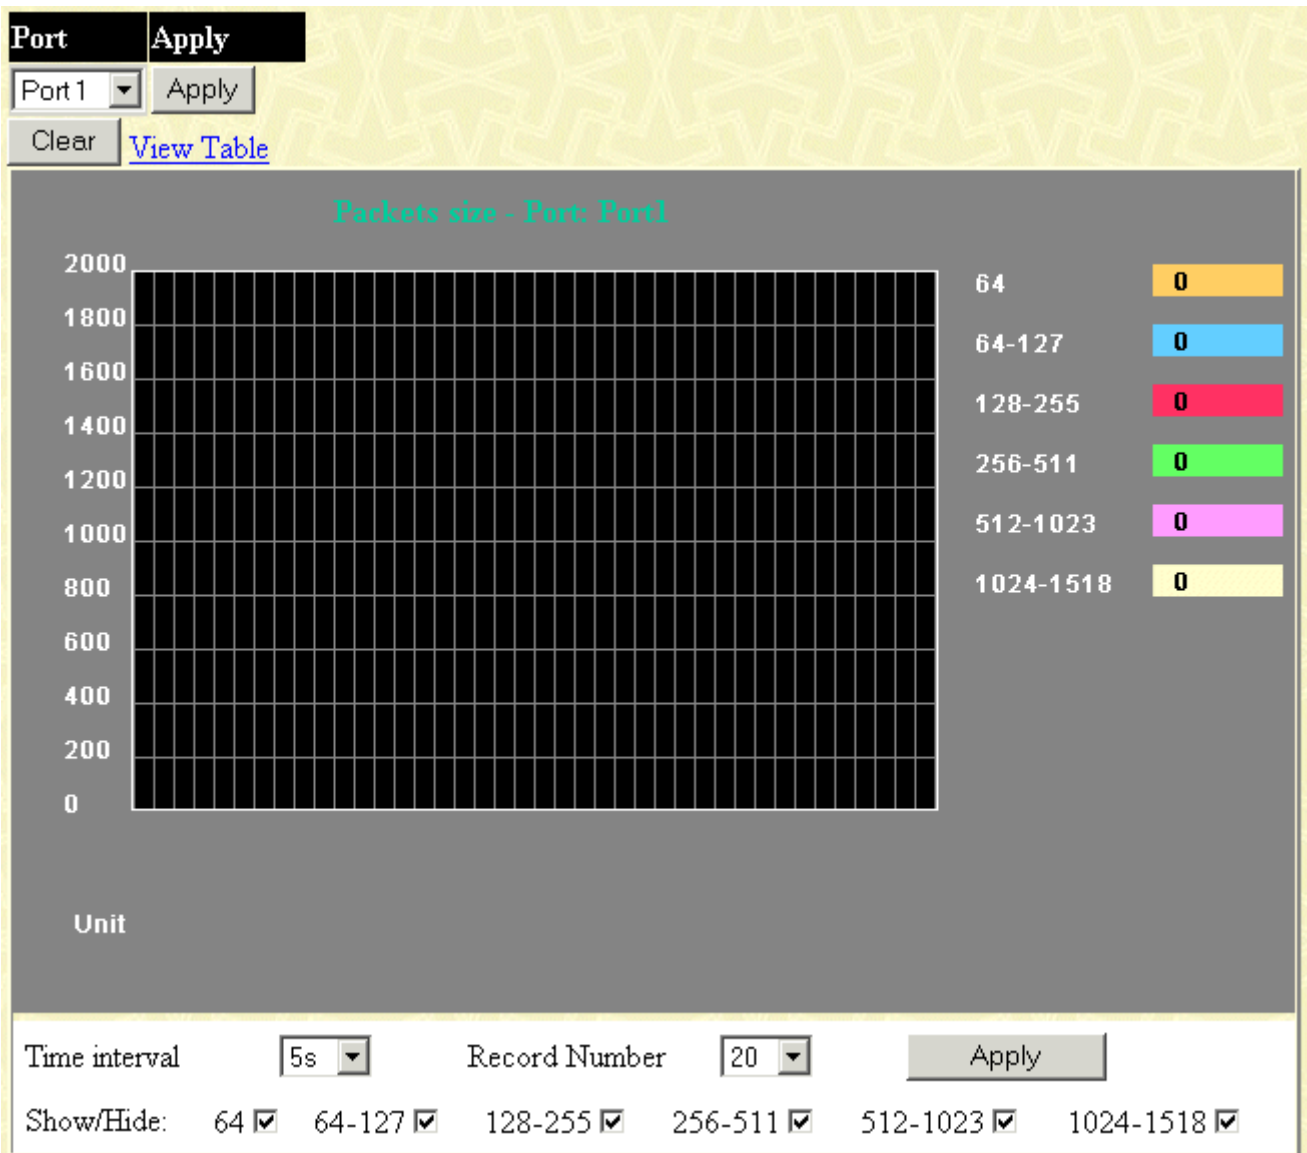 Port Apply
Port 1 Apply
Clear View Table
Packets size - Port: Port1
2000
1800
1600
1400
1200
1000
800
600
400
200
0
64 0
64-127 0
128-255 0
256-511 0
512-1023 0
1024-1518 0
Unit
Time interval 5s Record Number 20 Apply
Show/Hide: 64 64-127 128-255 256-511 512-1023 1024-1518